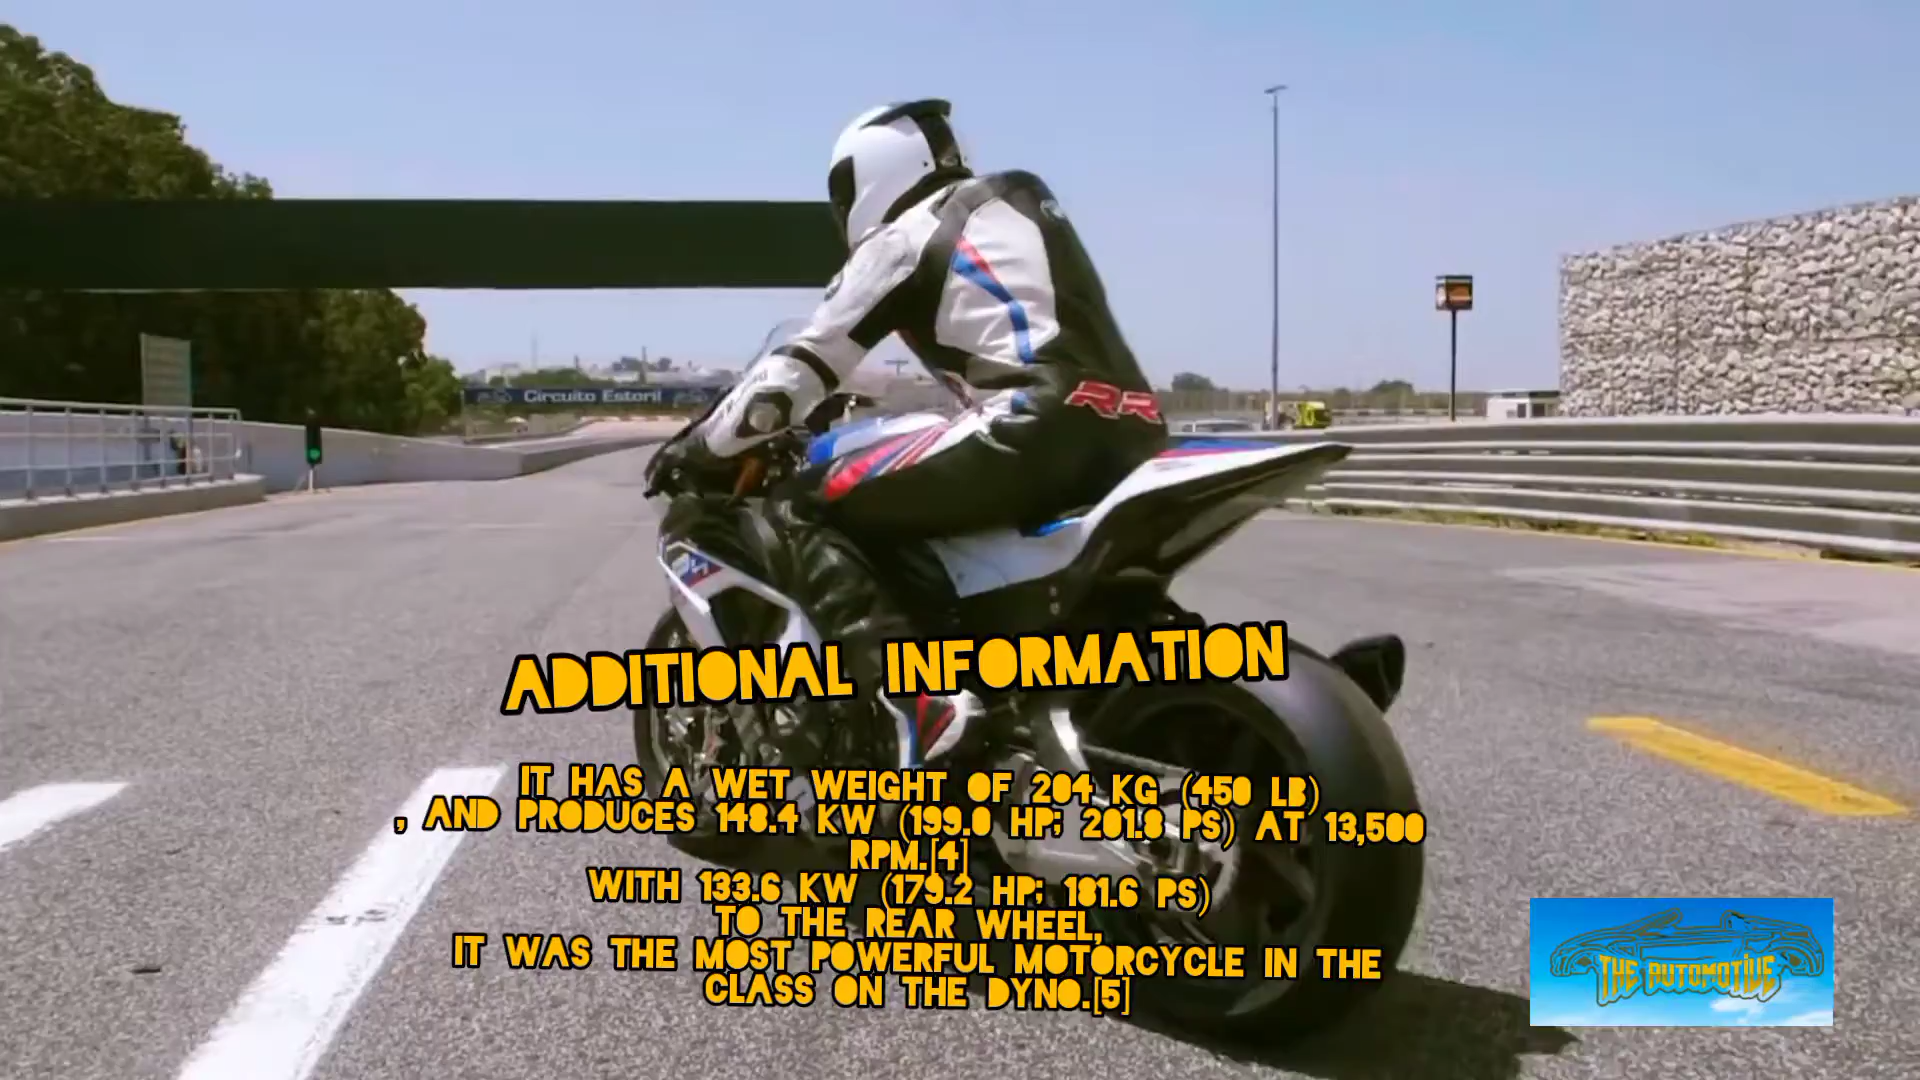 Circuito Estoril
RR
ADDITIONAL INFORMATION
IT HAS A WET WEIGHT OF 204 KG (450 LB)
, AND PRODUCES 148.4 KW (199.0 HP; 201.8 PS) AT 13,500
RPM.[4]
WITH 133.6 KW (179.2 HP; 181.6 PS)
TO THE REAR WHEEL,
IT WAS THE MOST POWERFUL MOTORCYCLE IN THE
CLASS ON THE DYNO.[5]
THE AUTOMOTIVE